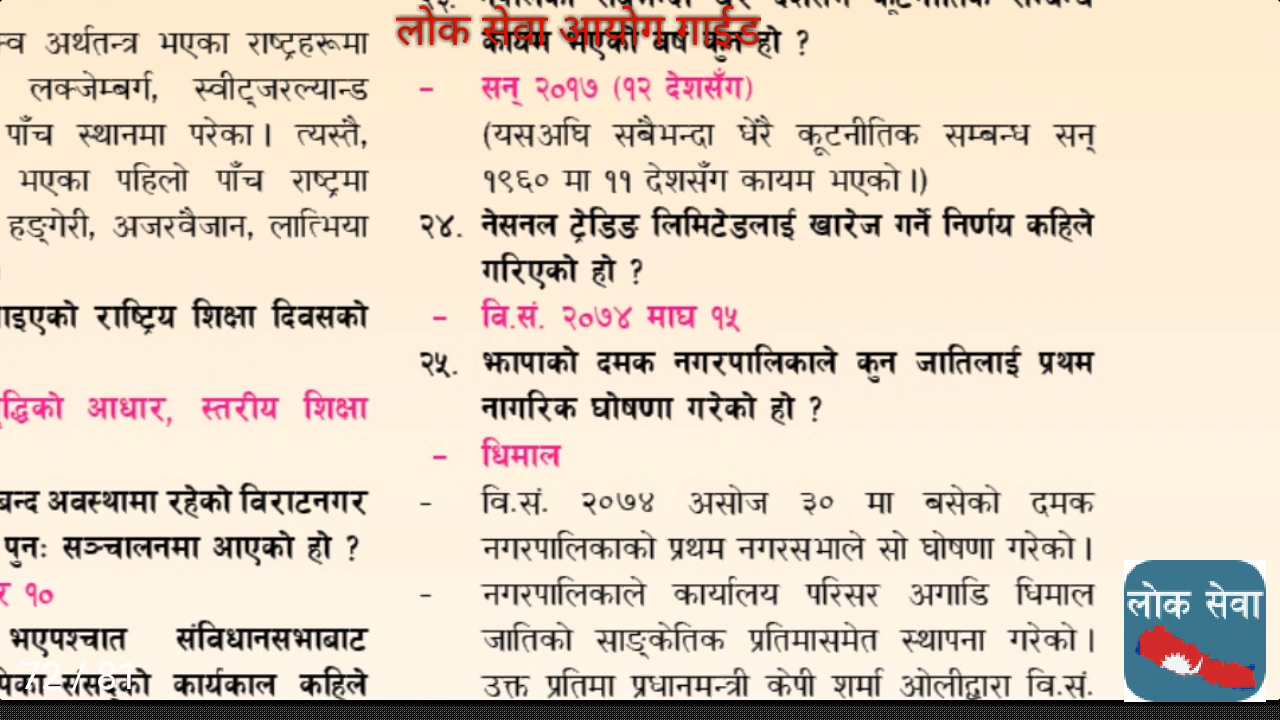 लोक सेवा आयोग गाईड
व अर्थतन्त्र भएका राष्ट्रहरूमा
लक्जेम्बर्ग, स्वीट्जरल्यान्ड
पाँच स्थानमा परेका। त्यस्तै,
भएका पहिलो पाँच राष्ट्रमा
हङ्गेरी, अजरवैजान, लात्भिया
राष्ट्रिय शिक्षा दिवसको
आधार, स्तरीय शिक्षा
अवस्थामा रहेको विराटनगर
पुनः सञ्चालनमा आएको हो ?
१०
भएपश्चात संविधानसभाबाट
कार्यकाल कहिले
72 / 81
कायम भएको वर्ष कुन हो ?
- सन् २०१७ (१२ देशसँग)
(यसअघि सबैभन्दा धेरै कूटनीतिक सम्बन्ध सन्
१९६० मा ११ देशसँग कायम भएको।)
२४. नेसनल ट्रेडिङ लिमिटेडलाई खारेज गर्ने निर्णय कहिले
गरिएको हो ?
- वि.सं. २०७४ माघ १५
२५. झापाको दमक नगरपालिकाले कुन जातिलाई प्रथम
नागरिक घोषणा गरेको हो ?
- धिमाल
- वि.सं. २०७४ असोज ३० मा बसेको दमक
नगरपालिकाको प्रथम नगरसभाले सो घोषणा गरेको।
- नगरपालिकाले कार्यालय परिसर अगाडि धिमाल
जातिको साङ्केतिक प्रतिमासमेत स्थापना गरेको।
उक्त प्रतिमा प्रधानमन्त्री केपी शर्मा ओलीद्वारा वि.सं.
लोक सेवा